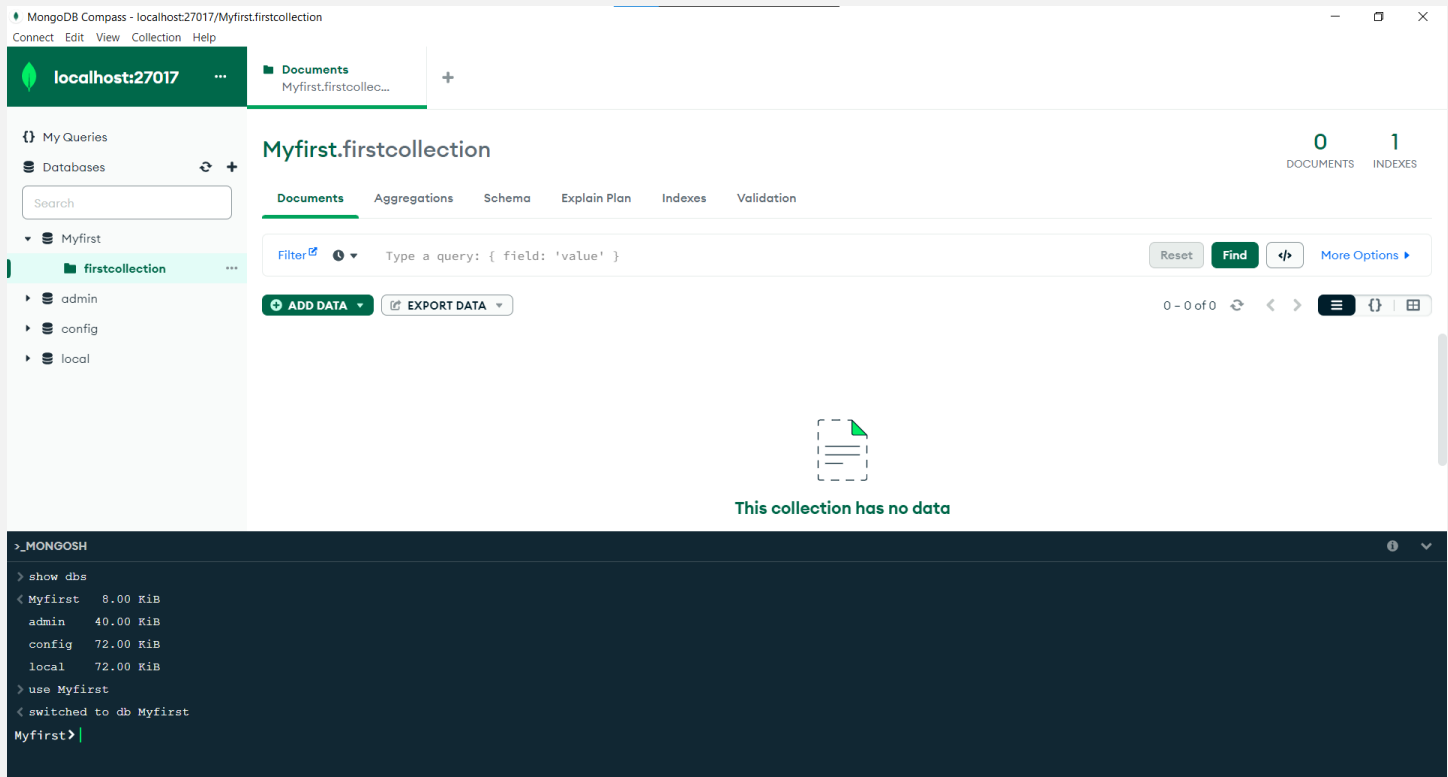 MongoDB Compass - localhost:27017/Myfirst.firstcollection
Connect Edit View Collection Help
localhost:27017 ...
Documents
Myfirst.firstcollec...
{} My Queries
Databases
Search
Myfirst
firstcollection ...
admin
config
local
Myfirst.firstcollection
0 DOCUMENTS
1 INDEXES
Documents Aggregations Schema Explain Plan Indexes Validation
Filter Type a query: { field: 'value' } Reset Find </> More Options
ADD DATA EXPORT DATA 0 – 0 of 0 {}
This collection has no data
>_MONGOSH
> show dbs
< Myfirst 8.00 KiB
admin 40.00 KiB
config 72.00 KiB
local 72.00 KiB
> use Myfirst
< switched to db Myfirst
Myfirst>